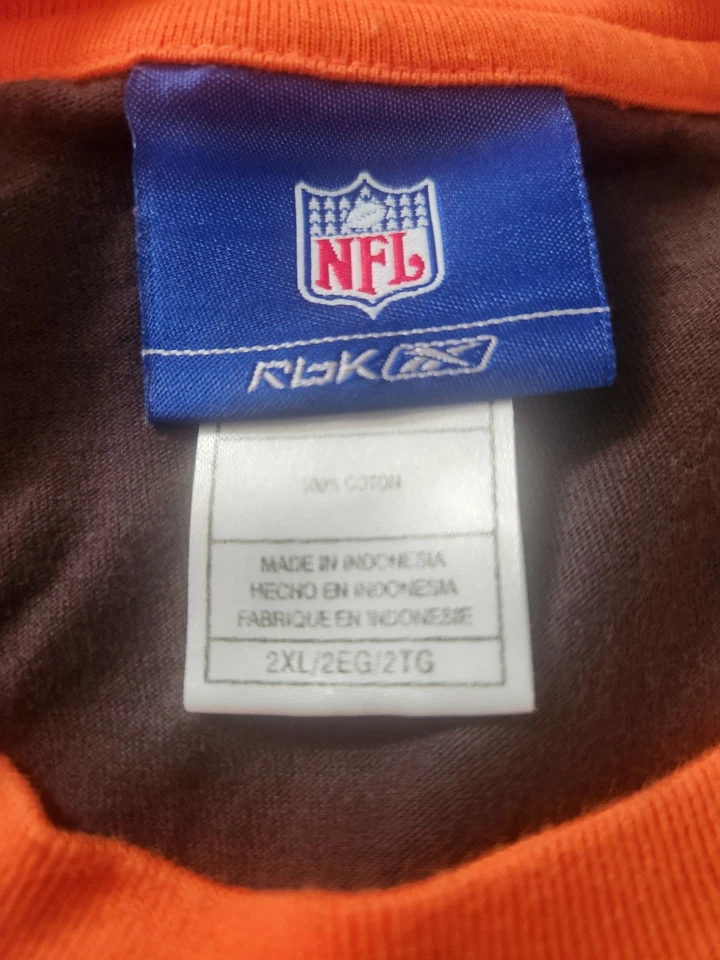 NFL
RBK
100% COTON
MADE IN INDONESIA
HECHO EN INDONESIA
FABRIQUE EN INDONESIE
2XL/2EG/2TG